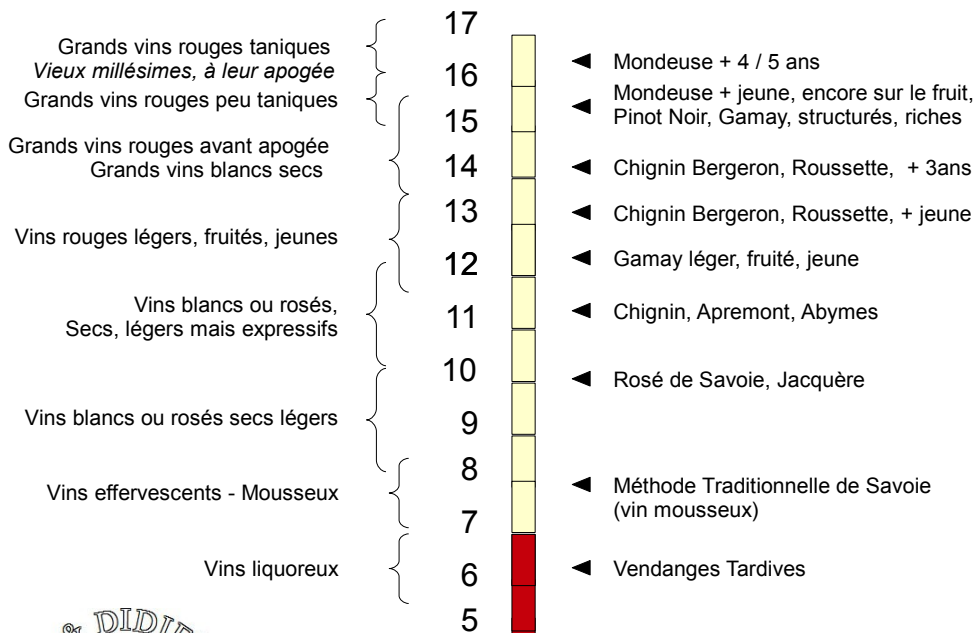 17
Grands vins rouges taniques
Vieux millésimes, à leur apogée
16
Grands vins rouges peu taniques
15
Grands vins rouges avant apogée
Grands vins blancs secs
14
13
Vins rouges légers, fruités, jeunes
12
Vins blancs ou rosés,
Secs, légers mais expressifs
11
10
Vins blancs ou rosés secs légers
9
8
Vins effervescents - Mousseux
7
Vins liquoreux
6
5
Mondeuse + 4 / 5 ans
Mondeuse + jeune, encore sur le fruit,
Pinot Noir, Gamay, structurés, riches
Chignin Bergeron, Roussette, + 3ans
Chignin Bergeron, Roussette, + jeune
Gamay léger, fruité, jeune
Chignin, Apremont, Abymes
Rosé de Savoie, Jacquère
Méthode Traditionnelle de Savoie
(vin mousseux)
Vendanges Tardives
& DIDIE